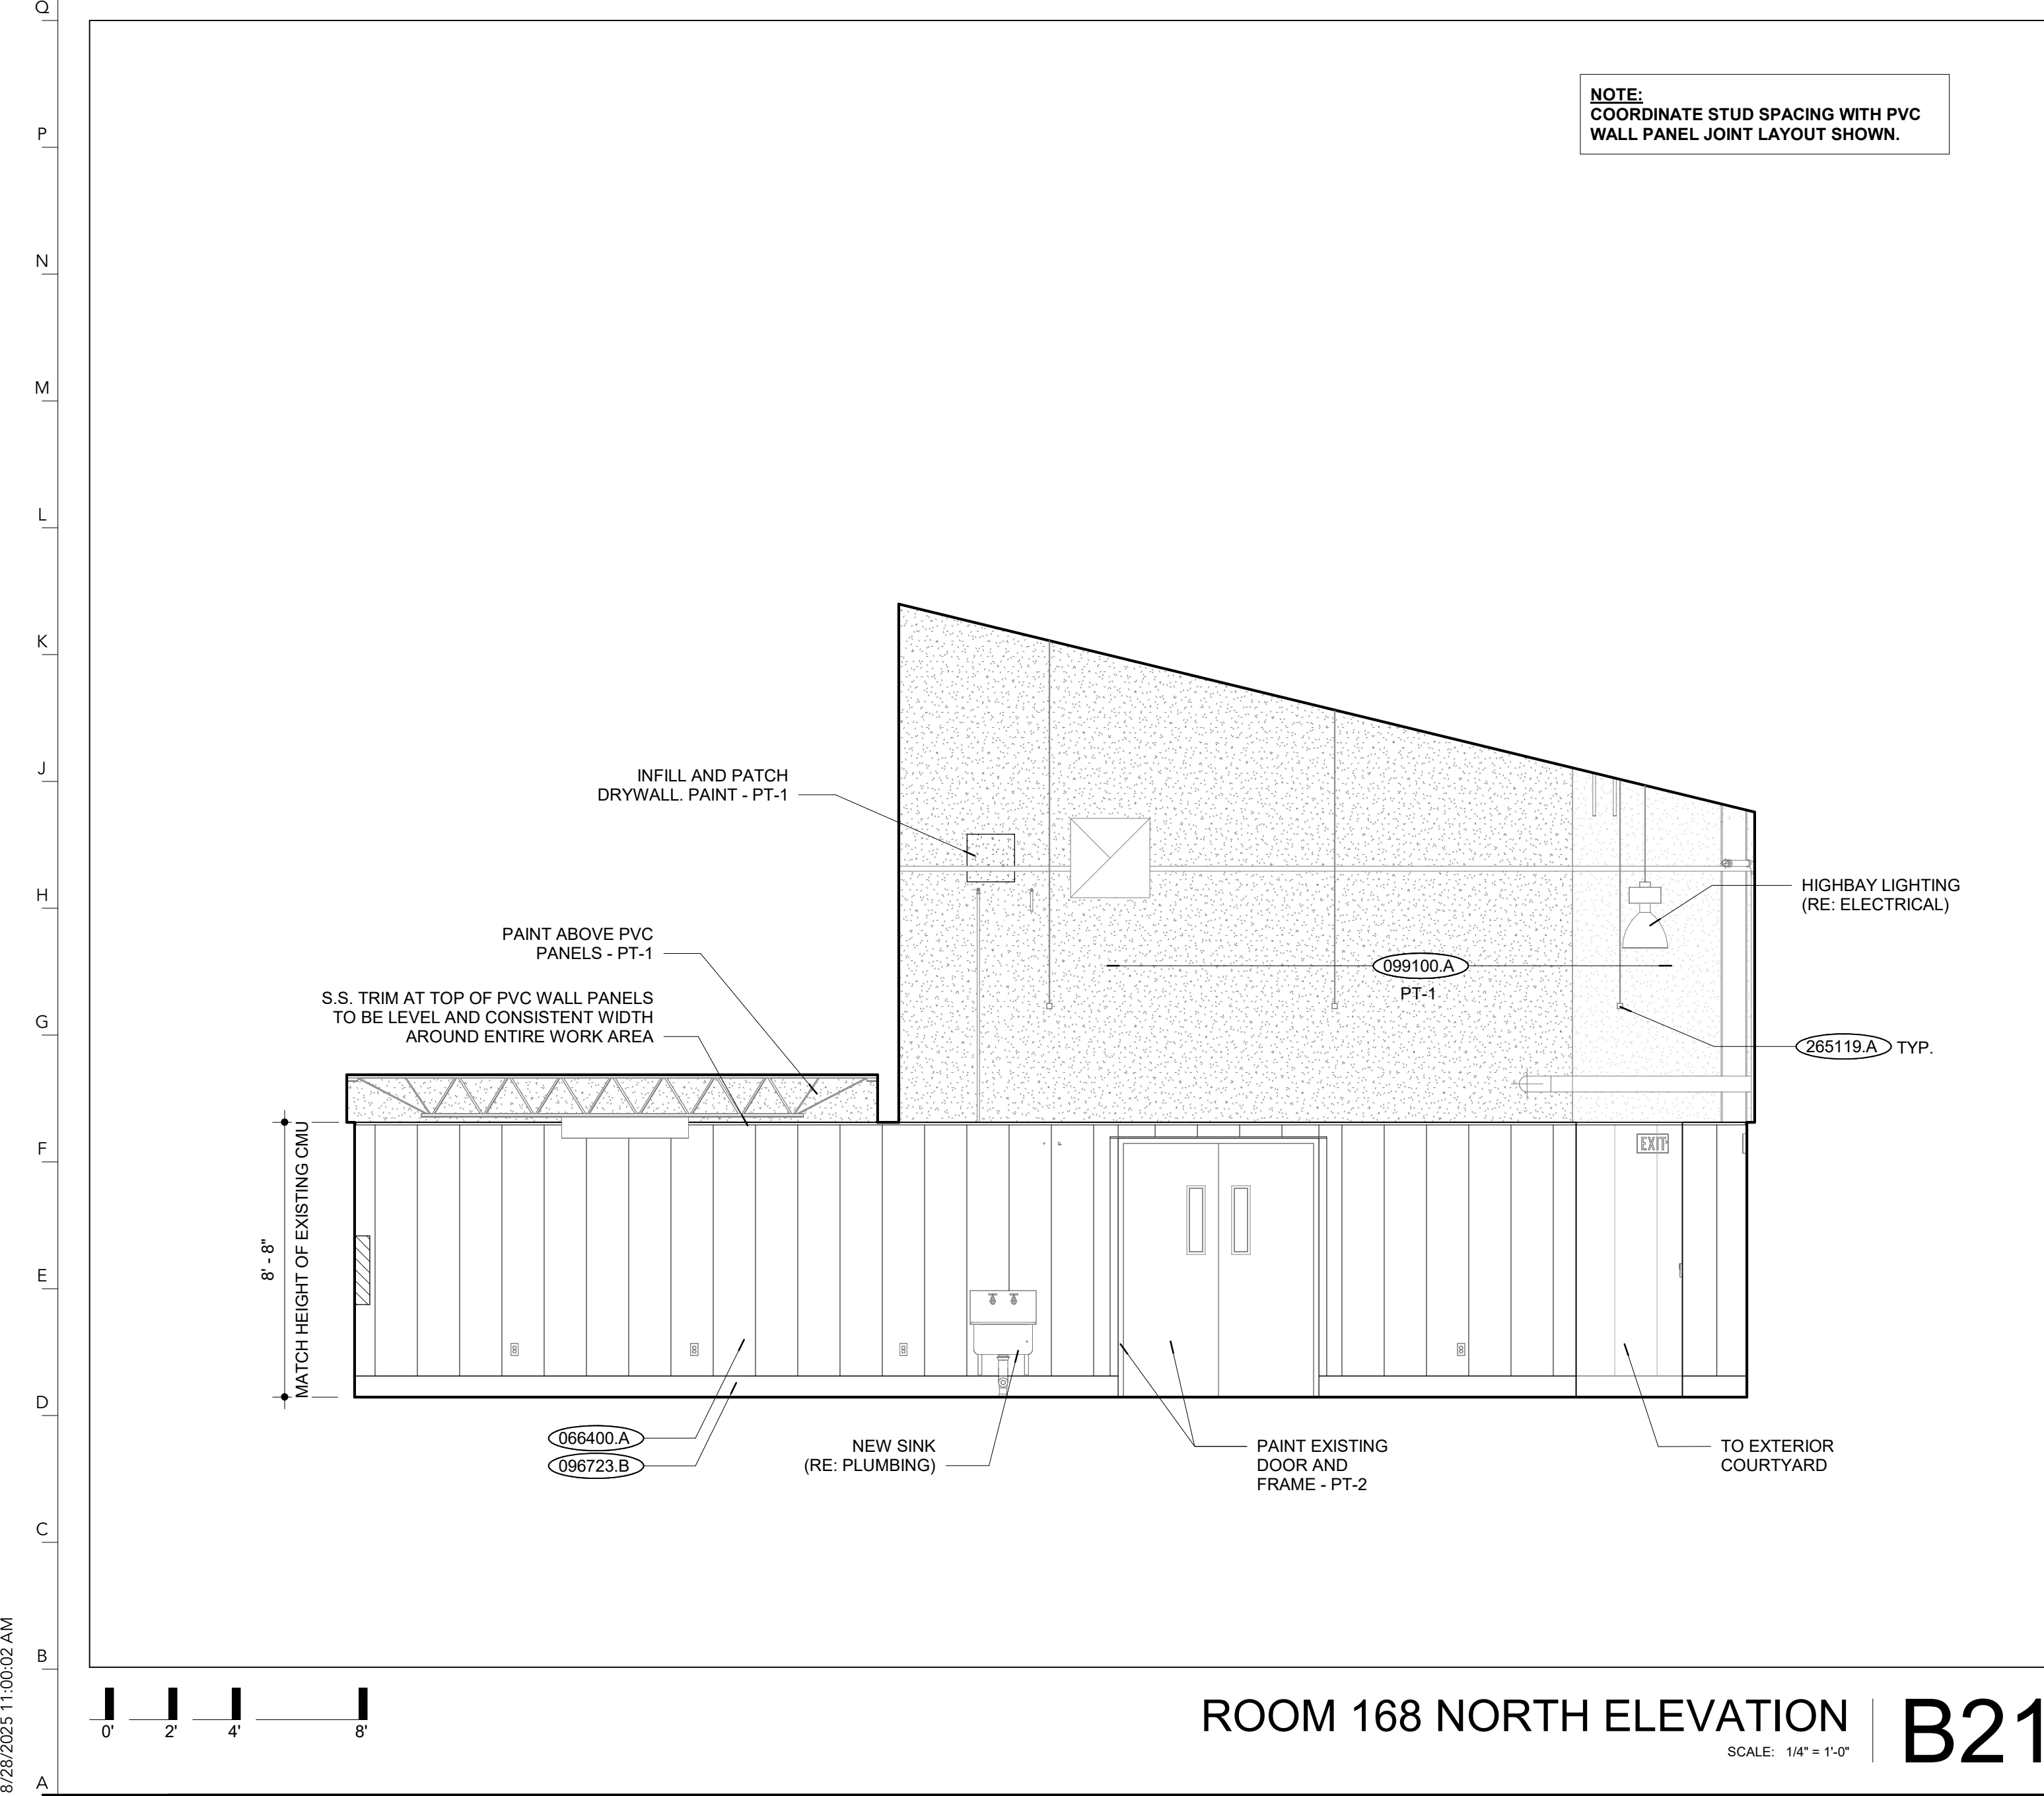 Q
P
N
M
L
K
J
H
G
F
E
D
C
B
A
8/28/2025 11:00:02 AM
NOTE:
COORDINATE STUD SPACING WITH PVC
WALL PANEL JOINT LAYOUT SHOWN.
INFILL AND PATCH
DRYWALL. PAINT - PT-1
HIGHBAY LIGHTING
(RE: ELECTRICAL)
PAINT ABOVE PVC
PANELS - PT-1
099100.A
PT-1
S.S. TRIM AT TOP OF PVC WALL PANELS
TO BE LEVEL AND CONSISTENT WIDTH
AROUND ENTIRE WORK AREA
265119.A TYP.
EXIT
8' - 8"
MATCH HEIGHT OF EXISTING CMU
066400.A
096723.B
NEW SINK
(RE: PLUMBING)
PAINT EXISTING
DOOR AND
FRAME - PT-2
TO EXTERIOR
COURTYARD
0' 2' 4' 8'
ROOM 168 NORTH ELEVATION
SCALE: 1/4" = 1'-0"
B21